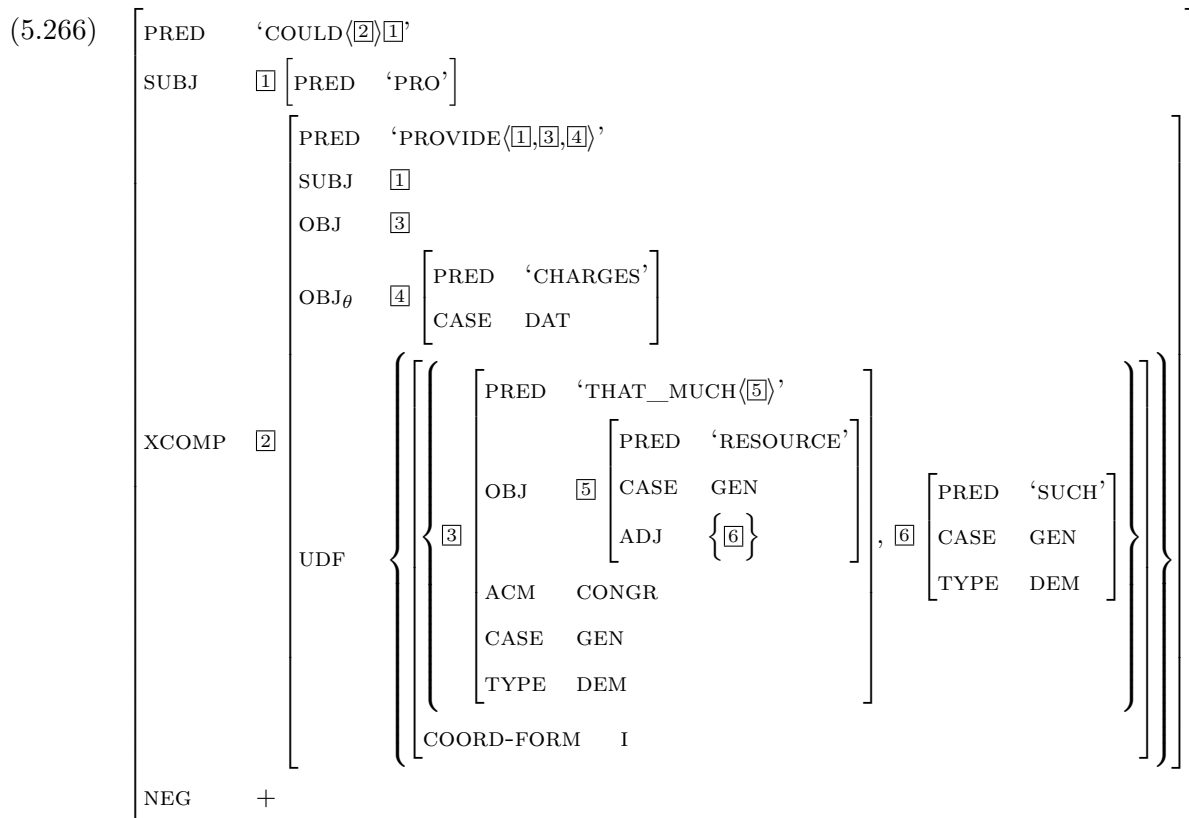 (5.266)
PRED ‘COULD⟨2⟩1’
SUBJ 1 [PRED ‘PRO’]
PRED ‘PROVIDE⟨1,3,4⟩’
SUBJ 1
OBJ 3
OBJθ 4 [PRED ‘CHARGES’
CASE DAT]
XCOMP 2
UDF
3 [PRED ‘THAT_MUCH⟨5⟩’
OBJ 5 [PRED ‘RESOURCE’
CASE GEN
ADJ {6}]
ACM CONGR
CASE GEN
TYPE DEM]
, 6 [PRED ‘SUCH’
CASE GEN
TYPE DEM]
COORD-FORM I
NEG +